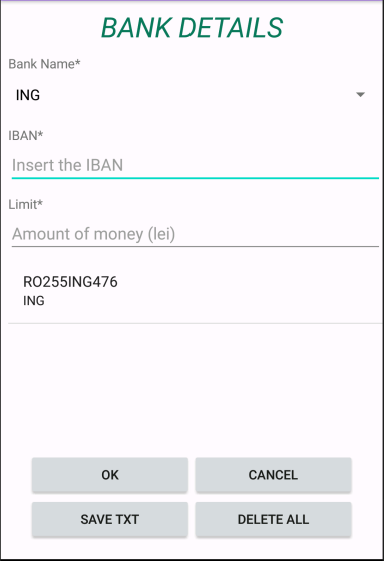 BANK DETAILS
Bank Name*
ING
IBAN*
Insert the IBAN
Limit*
Amount of money (lei)
RO255ING476
ING
OK CANCEL
SAVE TXT DELETE ALL